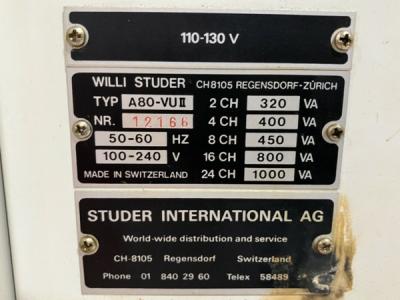 110-130 V
WILLI STUDER CH8105 REGENSDORF-ZÜRICH
TYP A80-VUII 2 CH 320 VA
NR. 12166 4 CH 400 VA
50-60 HZ 8 CH 450 VA
100-240 V 16 CH 800 VA
MADE IN SWITZERLAND 24 CH 1000 VA
STUDER INTERNATIONAL AG
World-wide distribution and service
CH-8105 Regensdorf Switzerland
Phone 01 840 29 60 Telex 58489